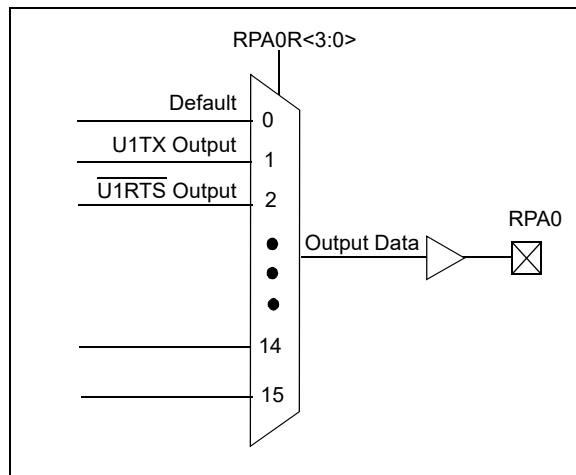 RPA0R<3:0>
Default
0
U1TX Output
1
U1RTS Output
2
RPA0
Output Data
14
15